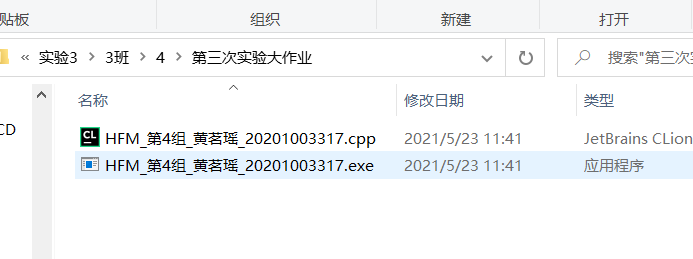 贴板
组织
新建
打开
« 实验3 > 3班 > 4 > 第三次实验大作业
搜索"第三次实
名称
修改日期
类型
CD
HFM_第4组_黄茗瑶_20201003317.cpp
2021/5/23 11:41
JetBrains CLion
HFM_第4组_黄茗瑶_20201003317.exe
2021/5/23 11:41
应用程序